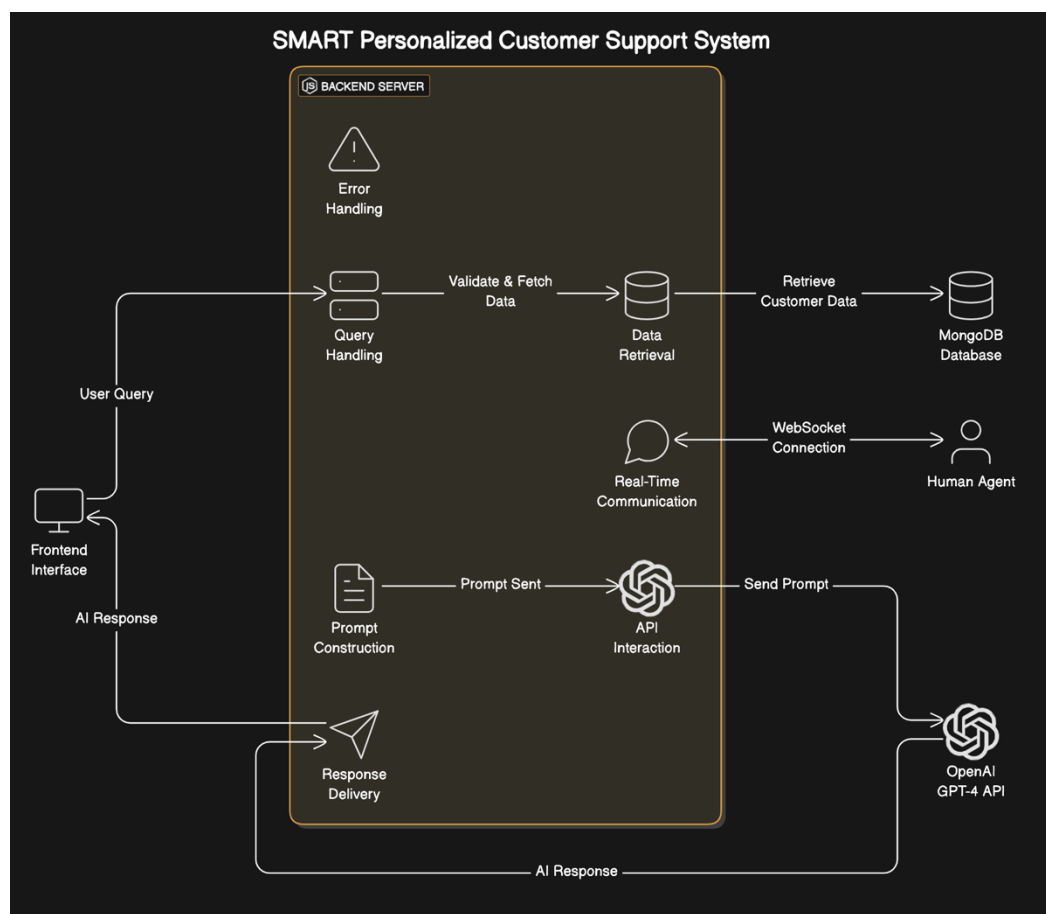 SMART Personalized Customer Support System
JS BACKEND SERVER
Error
Handling
Validate & Fetch
Data
Retrieve
Customer Data
Query
Handling
Data
Retrieval
MongoDB
Database
User Query
WebSocket
Connection
Real-Time
Communication
Human Agent
Frontend
Interface
Prompt Sent
Send Prompt
AI Response
Prompt
Construction
API
Interaction
Response
Delivery
OpenAI
GPT-4 API
AI Response